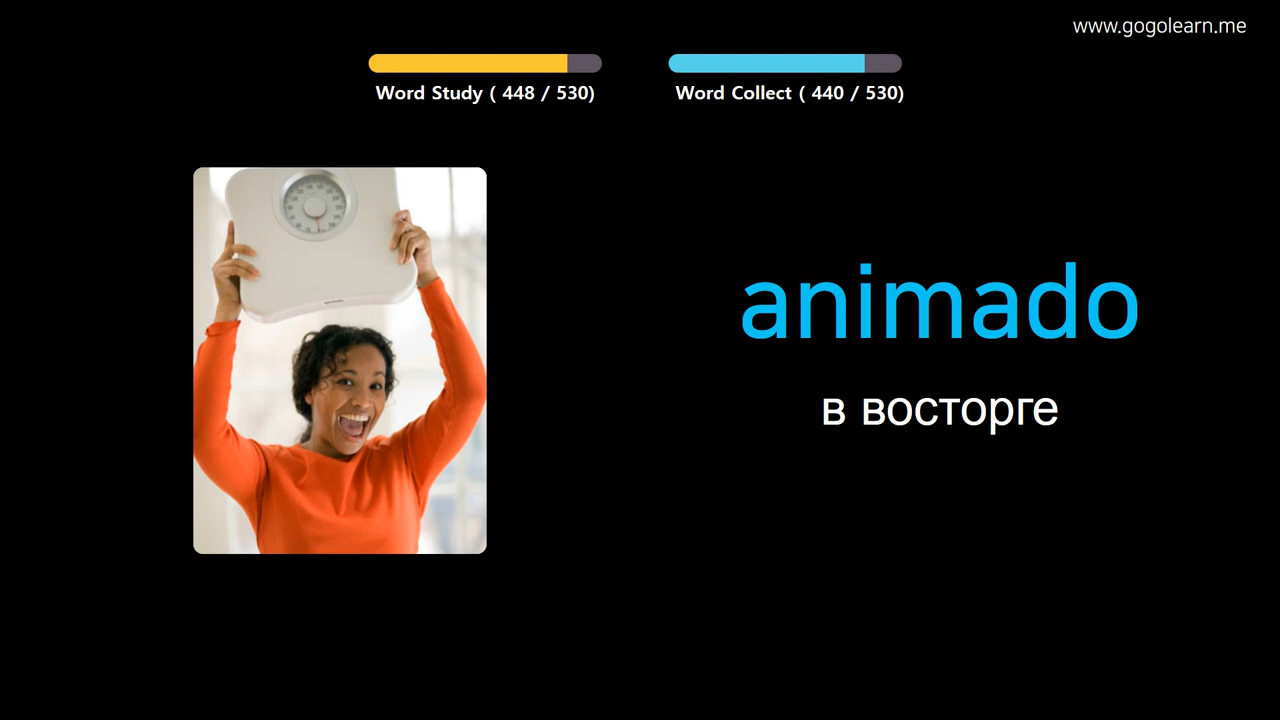 www.gogolearn.me
Word Study ( 448 / 530)
Word Collect ( 440 / 530)
animado
в восторге